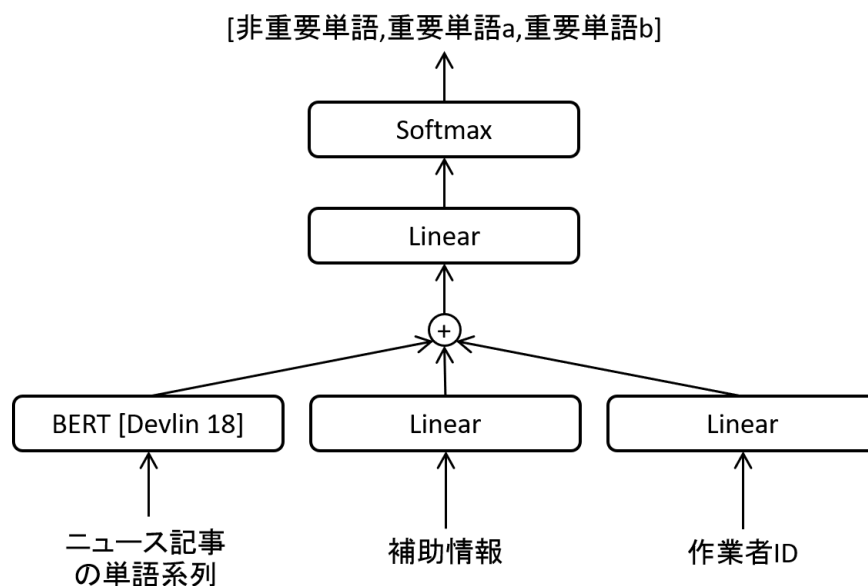 [非重要単語,重要単語a,重要単語b]
Softmax
Linear
+
BERT [Devlin 18]
Linear
Linear
ニュース記事
の単語系列
補助情報
作業者ID